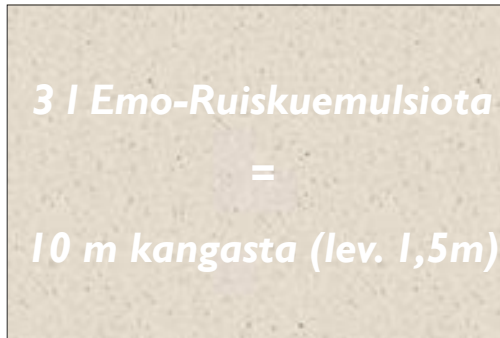 3 l Emo-Ruiskuemulsiota
=
10 m kangasta (lev. 1,5m)